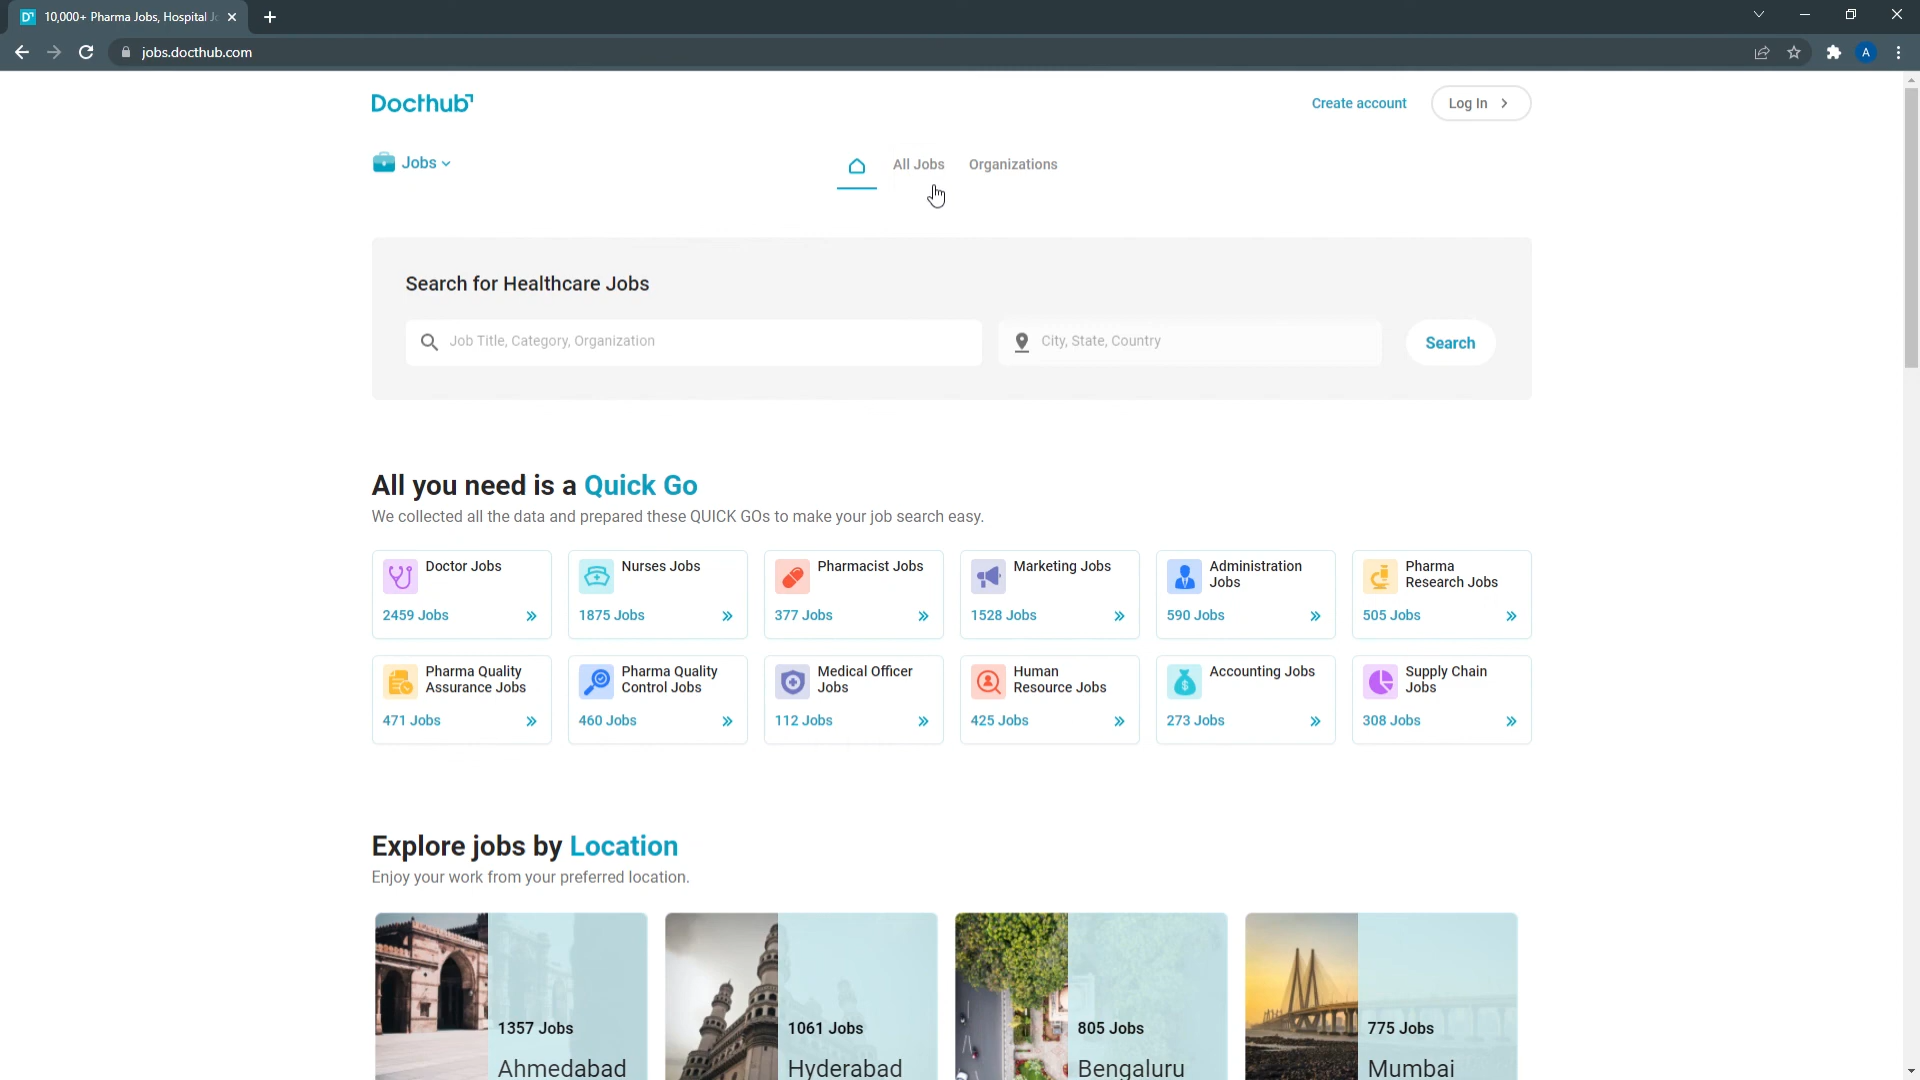 10,000+ Pharma Jobs, Hospital Jo
jobs.docthub.com
A
Docthub
Create account
Log In
Jobs
All Jobs
Organizations
Search for Healthcare Jobs
Job Title, Category, Organization
City, State, Country
Search
All you need is a Quick Go
We collected all the data and prepared these QUICK GOs to make your job search easy.
Doctor Jobs
2459 Jobs
Nurses Jobs
1875 Jobs
Pharmacist Jobs
377 Jobs
Marketing Jobs
1528 Jobs
Administration
Jobs
590 Jobs
Pharma
Research Jobs
505 Jobs
Pharma Quality
Assurance Jobs
471 Jobs
Pharma Quality
Control Jobs
460 Jobs
Medical Officer
Jobs
112 Jobs
Human
Resource Jobs
425 Jobs
Accounting Jobs
273 Jobs
Supply Chain
Jobs
308 Jobs
Explore jobs by Location
Enjoy your work from your preferred location.
1357 Jobs
Ahmedabad
1061 Jobs
Hyderabad
805 Jobs
Bengaluru
775 Jobs
Mumbai